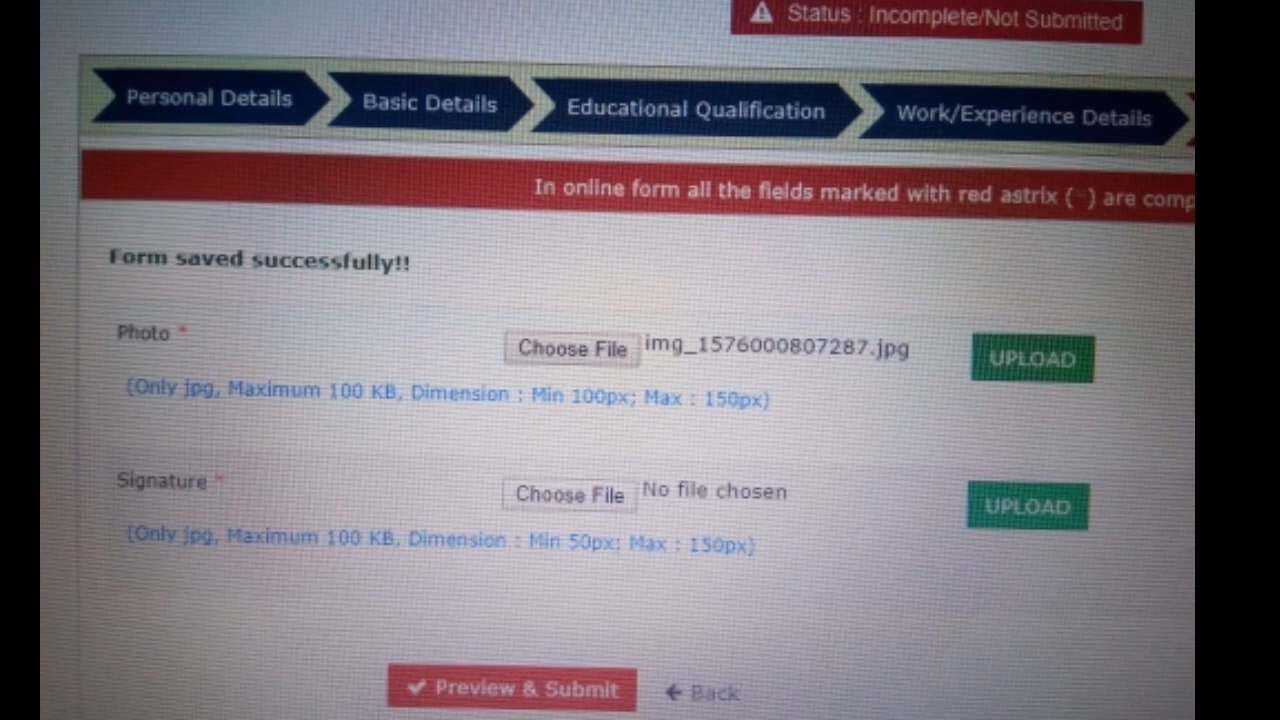 Status : Incomplete/Not Submitted
Personal Details Basic Details Educational Qualification Work/Experience Details
In online form all the fields marked with red astrix ( ) are comp
Form saved successfully!!
Photo * Choose File img_1576000807287.jpg UPLOAD
(Only jpg, Maximum 100 KB, Dimension : Min 100px; Max : 150px)
Signature * Choose File No file chosen UPLOAD
(Only jpg, Maximum 100 KB, Dimension : Min 50px; Max : 150px)
Preview & Submit Back